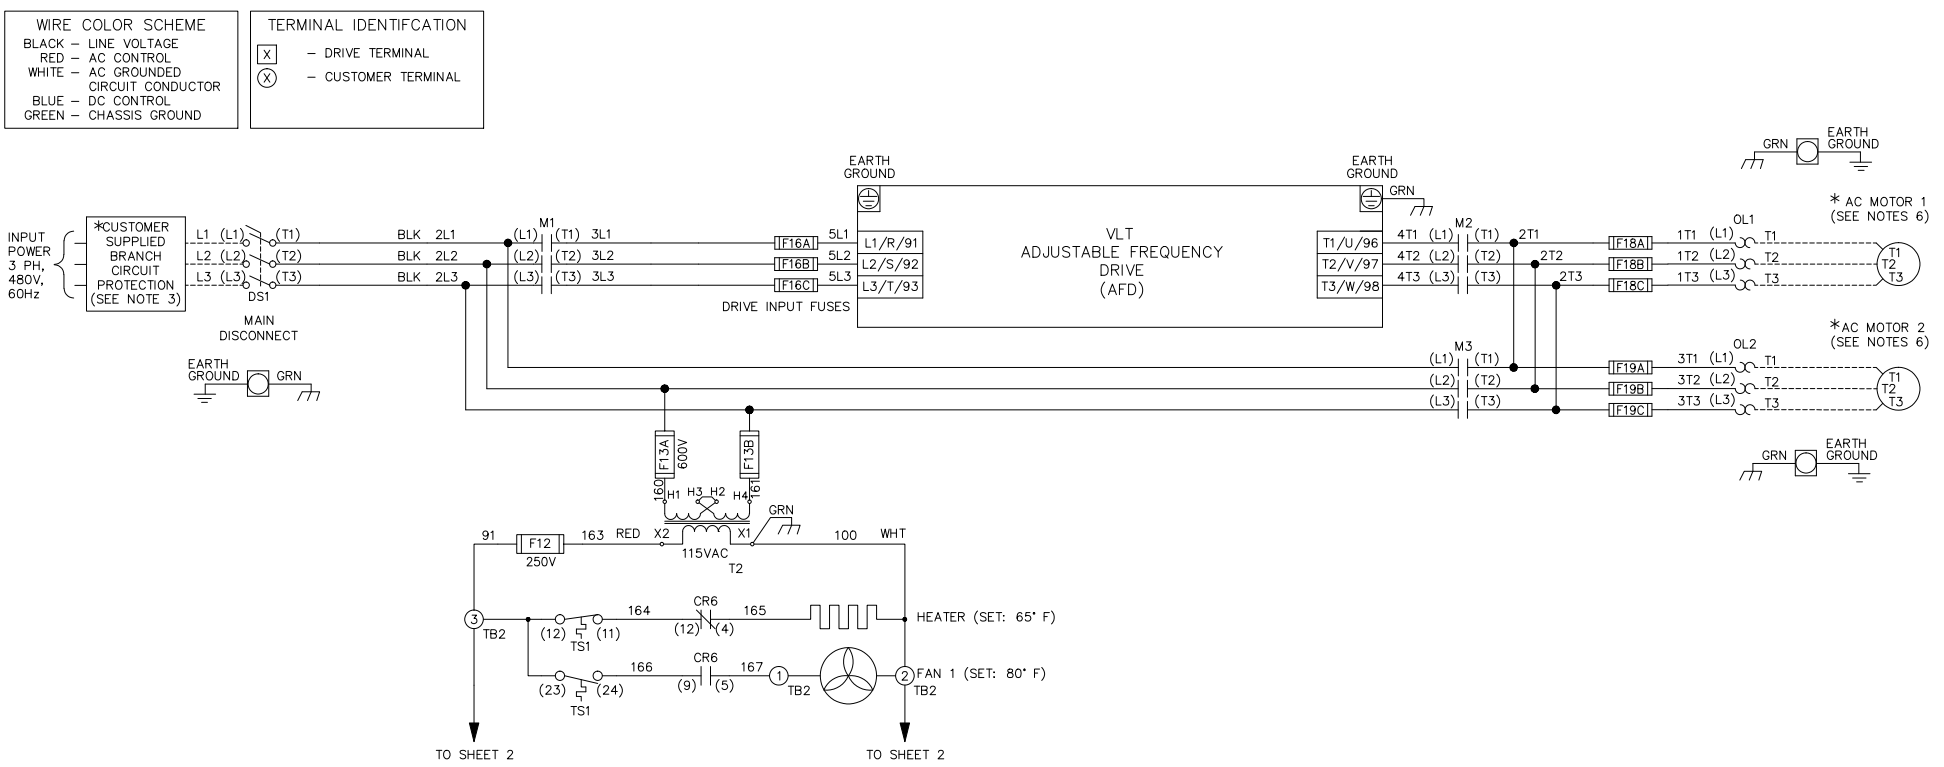 WIRE COLOR SCHEME
BLACK – LINE VOLTAGE
RED – AC CONTROL
WHITE – AC GROUNDED
CIRCUIT CONDUCTOR
BLUE – DC CONTROL
GREEN – CHASSIS GROUND
TERMINAL IDENTIFCATION
X – DRIVE TERMINAL
X – CUSTOMER TERMINAL
INPUT
POWER
3 PH,
480V,
60Hz
*CUSTOMER
SUPPLIED
BRANCH
CIRCUIT
PROTECTION
(SEE NOTE 3)
L1 (L1) (T1) BLK 2L1 (L1) M1 (T1) 3L1 F16A 5L1 L1/R/91
L2 (L2) (T2) BLK 2L2 (L2) (T2) 3L2 F16B 5L2 L2/S/92
L3 (L3) (T3) BLK 2L3 (L3) (T3) 3L3 F16C 5L3 L3/T/93
DS1
MAIN
DISCONNECT
DRIVE INPUT FUSES
EARTH
GROUND
GRN
EARTH
GROUND
VLT
ADJUSTABLE FREQUENCY
DRIVE
(AFD)
EARTH
GROUND
GRN
T1/U/96 4T1 (L1) M2 (T1) 2T1 F18A 1T1 (L1) OL1 T1
T2/V/97 4T2 (L2) (T2) 2T2 F18B 1T2 (L2) T2
T3/W/98 4T3 (L3) (T3) 2T3 F18C 1T3 (L3) T3
GRN
EARTH
GROUND
* AC MOTOR 1
(SEE NOTES 6)
T1
T2
T3
* AC MOTOR 2
(SEE NOTES 6)
(L1) M3 (T1) F19A 3T1 (L1) OL2 T1
(L2) (T2) F19B 3T2 (L2) T2
(L3) (T3) F19C 3T3 (L3) T3
T1
T2
T3
GRN
EARTH
GROUND
F13A
600V
F13B
160
161
H1 H3 H2 H4
GRN
91 F12 163 RED X2 X1 100 WHT
250V
115VAC
T2
3
TB2
(12) (11) 164 CR6 165
TS1
(12) (4)
HEATER (SET: 65° F)
(23) (24) 166 CR6 167 1
TS1
(9) (5)
TB2
2
TB2
FAN 1 (SET: 80° F)
TO SHEET 2
TO SHEET 2